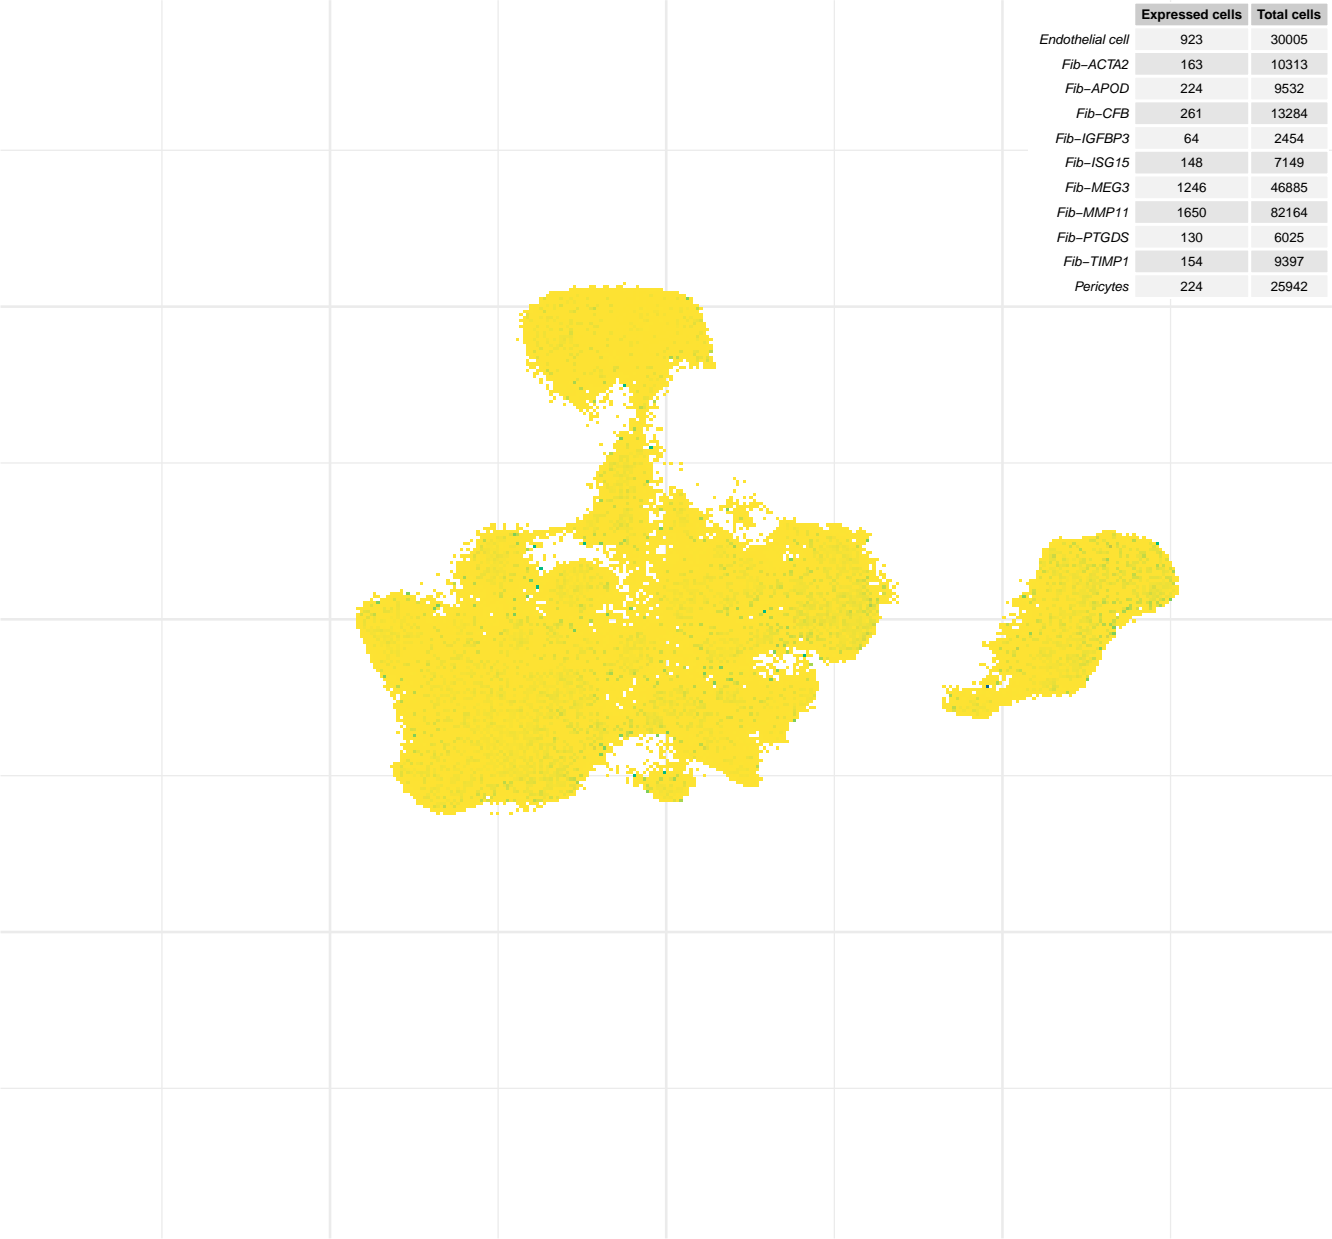 Expressed cells Total cells
Endothelial cell 923 30005
Fib−ACTA2 163 10313
Fib−APOD 224 9532
Fib−CFB 261 13284
Fib−IGFBP3 64 2454
Fib−ISG15 148 7149
Fib−MEG3 1246 46885
Fib−MMP11 1650 82164
Fib−PTGDS 130 6025
Fib−TIMP1 154 9397
Pericytes 224 25942